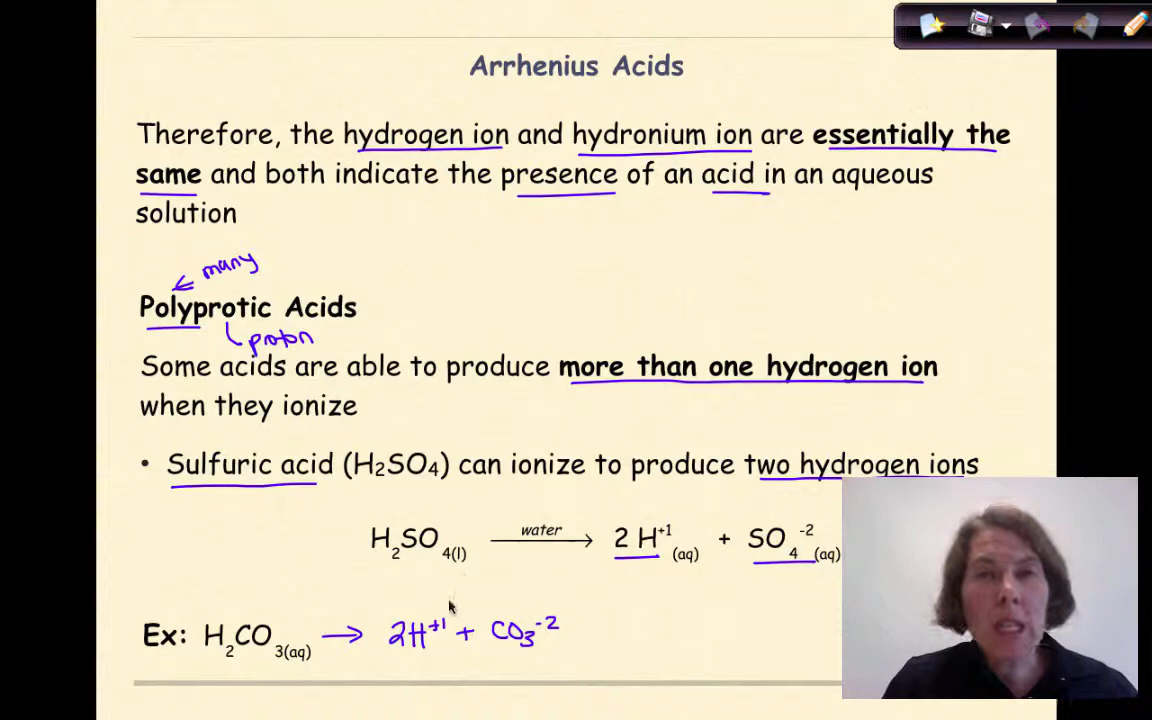 Arrhenius Acids
Therefore, the hydrogen ion and hydronium ion are essentially the
same and both indicate the presence of an acid in an aqueous
solution
many
Polyprotic Acids
proton
Some acids are able to produce more than one hydrogen ion
when they ionize
• Sulfuric acid (H₂SO₄) can ionize to produce two hydrogen ions
H₂SO₄(l) water → 2 H⁺¹(aq) + SO₄⁻²(aq)
Ex: H₂CO₃(aq) → 2H⁺¹ + CO₃⁻²